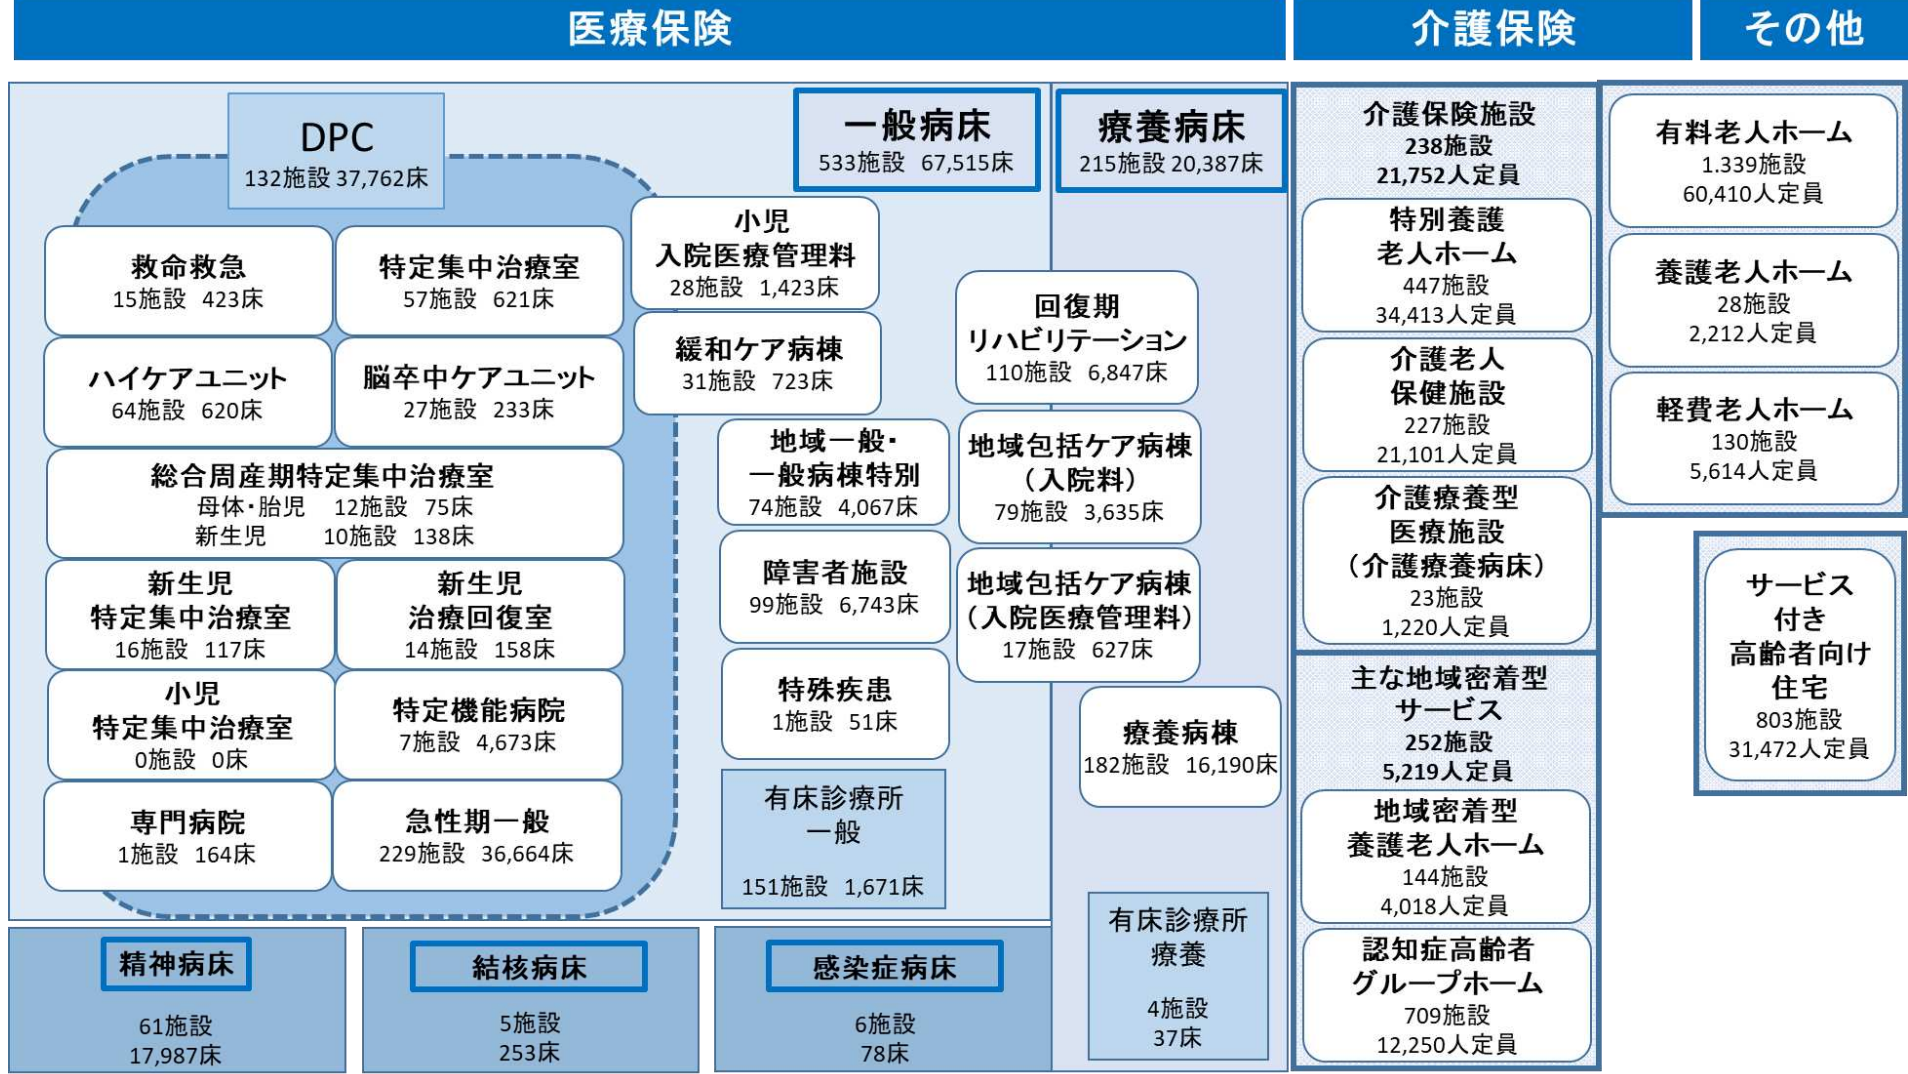 医療保険
介護保険
その他
DPC
132施設 37,762床
一般病床
533施設 67,515床
療養病床
215施設 20,387床
救命救急
15施設 423床
特定集中治療室
57施設 621床
小児
入院医療管理料
28施設 1,423床
ハイケアユニット
64施設 620床
脳卒中ケアユニット
27施設 233床
緩和ケア病棟
31施設 723床
総合周産期特定集中治療室
母体・胎児 12施設 75床
新生児 10施設 138床
新生児
特定集中治療室
16施設 117床
新生児
治療回復室
14施設 158床
小児
特定集中治療室
0施設 0床
特定機能病院
7施設 4,673床
専門病院
1施設 164床
急性期一般
229施設 36,664床
地域一般・
一般病棟特別
74施設 4,067床
障害者施設
99施設 6,743床
特殊疾患
1施設 51床
有床診療所
一般
151施設 1,671床
回復期
リハビリテーション
110施設 6,847床
地域包括ケア病棟
（入院料）
79施設 3,635床
地域包括ケア病棟
（入院医療管理料）
17施設 627床
療養病棟
182施設 16,190床
有床診療所
療養
4施設
37床
精神病床
61施設
17,987床
結核病床
5施設
253床
感染症病床
6施設
78床
介護保険施設
238施設
21,752人定員
特別養護
老人ホーム
447施設
34,413人定員
介護老人
保健施設
227施設
21,101人定員
介護療養型
医療施設
（介護療養病床）
23施設
1,220人定員
主な地域密着型
サービス
252施設
5,219人定員
地域密着型
養護老人ホーム
144施設
4,018人定員
認知症高齢者
グループホーム
709施設
12,250人定員
有料老人ホーム
1.339施設
60,410人定員
養護老人ホーム
28施設
2,212人定員
軽費老人ホーム
130施設
5,614人定員
サービス
付き
高齢者向け
住宅
803施設
31,472人定員